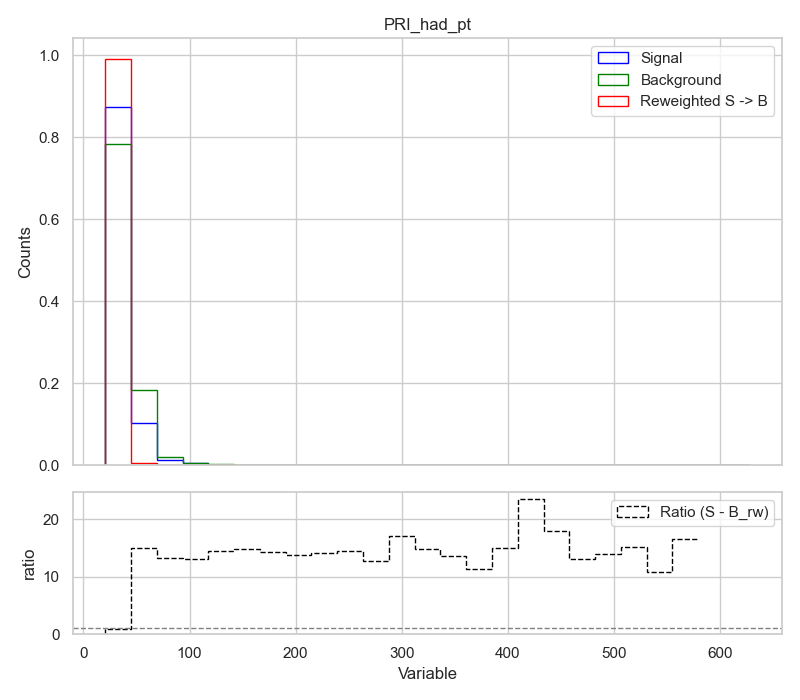 PRI_had_pt
1.0
0.8
0.6
0.4
0.2
0.0
Counts
Signal
Background
Reweighted S -> B
20
10
0
ratio
Ratio (S - B_rw)
0 100 200 300 400 500 600
Variable